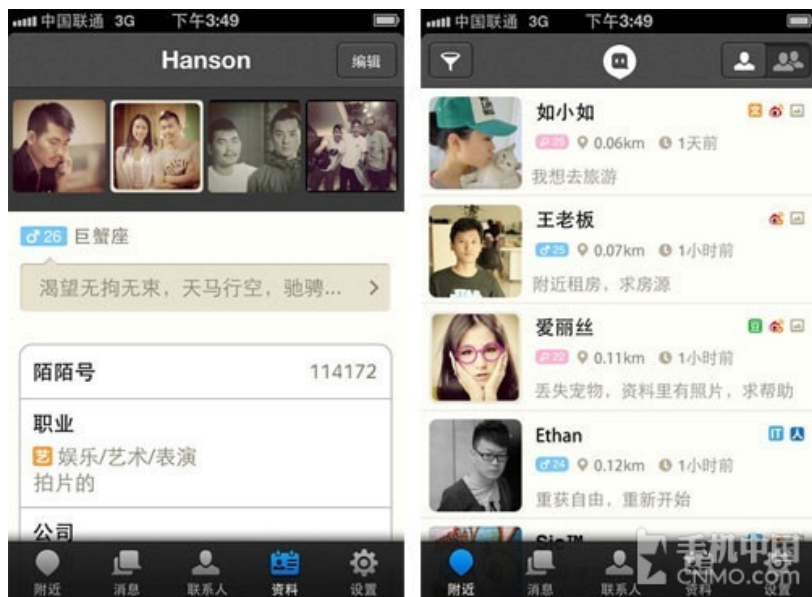 中国联通 3G 下午3:49
Hanson 编辑
♂ 26 巨蟹座
渴望无拘无束，天马行空，驰骋...
陌陌号 114172
职业
艺 娱乐/艺术/表演
拍片的
公司
附近 消息 联系人 资料 设置
中国联通 3G 下午3:49
如小如 文
0.06km 1天前
我想去旅游
王老板
♂ 25 0.07km 1小时前
附近租房，求房源
爱丽丝 豆
♀ 22 0.11km 1小时前
丢失宠物，资料里有照片，求帮助
Ethan IT 人
♂ 24 0.12km 1小时前
重获自由，重新开始
附近 消息 联系人
手机中国
CNMO.com